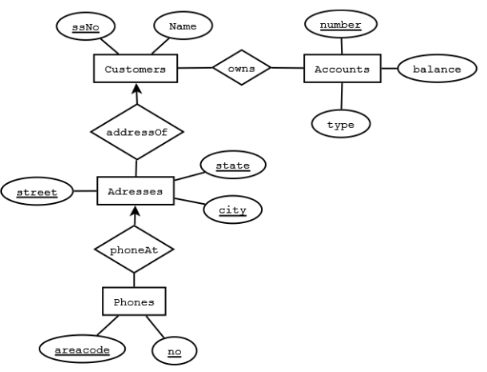 ssNo
Name
number
Customers
owns
Accounts
balance
addressOf
type
state
street
Adresses
city
phoneAt
Phones
areacode
no